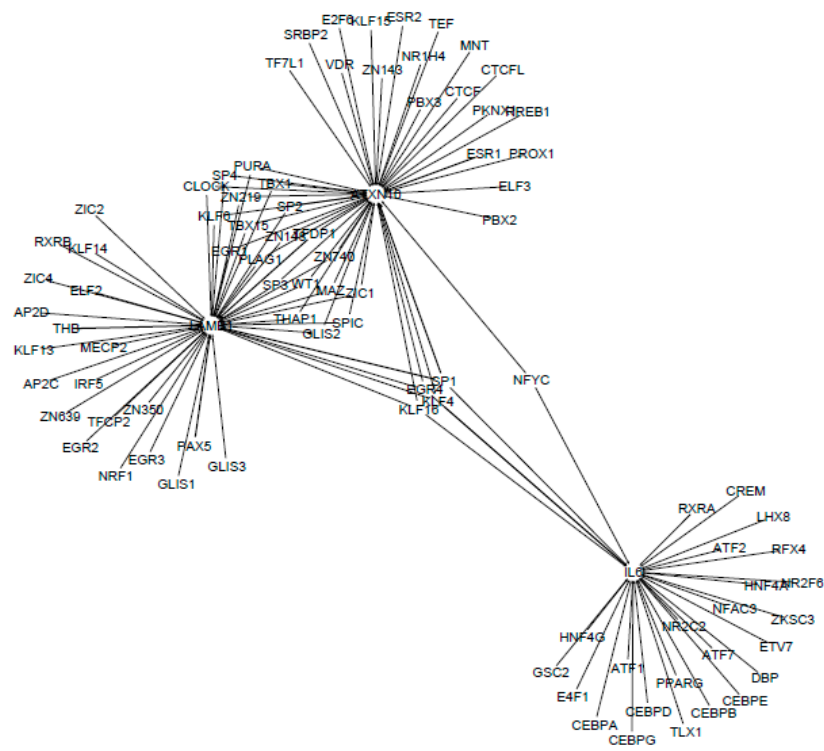 E2F6
KLF15
ESR2
TEF
SRBP2
MNT
TF7L1
VDR
ZN143
NR1H4
CTCFL
PBX3
CTCF
RREB1
ESR1
PROX1
ELF3
PBX2
PURA
SP4
CLOCK
TBX1
ZN219
SP2
KLF6
TBX15
EGR1
TFDP1
PLAG1
ZN740
SP3
WT1
MAZ
ZIC1
THAP1
SPIC
GLIS2
ZIC2
RXRB
KLF14
ZIC4
ELF2
AP2D
THB
KLF13
MECP2
AP2C
IRF5
ZN639
TFCP2
ZN350
EGR2
PAX5
EGR3
NRF1
GLIS1
GLIS3
SP1
NFYC
EGR4
KLF4
KLF16
CREM
RXRA
LHX8
ATF2
RFX4
IL6
HNF4A
NR2F6
NFAC3
ZKSC3
NR2C2
HNF4G
ETV7
ATF7
GSC2
ATF1
DBP
PPARG
E4F1
CEBPE
CEBPD
CEBPB
CEBPA
TLX1
CEBPG